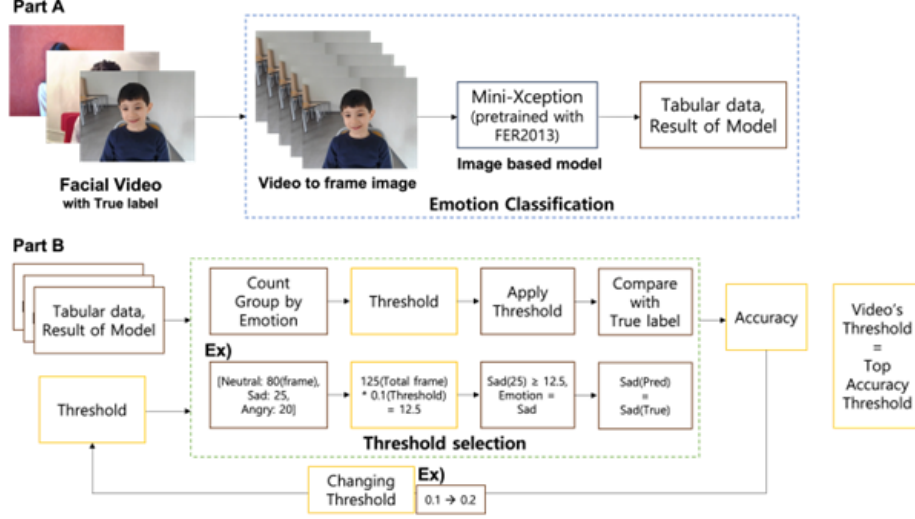 Part A
Facial Video
with True label
Video to frame image
Mini-Xception
(pretrained with
FER2013)
Image based model
Tabular data,
Result of Model
Emotion Classification
Part B
Tabular data,
Result of Model
Threshold
Count
Group by
Emotion
Threshold
Apply
Threshold
Compare
with
True label
Ex)
[Neutral: 80(frame),
Sad: 25,
Angry: 20]
125(Total frame)
* 0.1(Threshold)
= 12.5
Sad(25) ≥ 12.5,
Emotion =
Sad
Sad(Pred)
=
Sad(True)
Threshold selection
Accuracy
Video's
Threshold
=
Top
Accuracy
Threshold
Changing
Threshold
Ex)
0.1 → 0.2